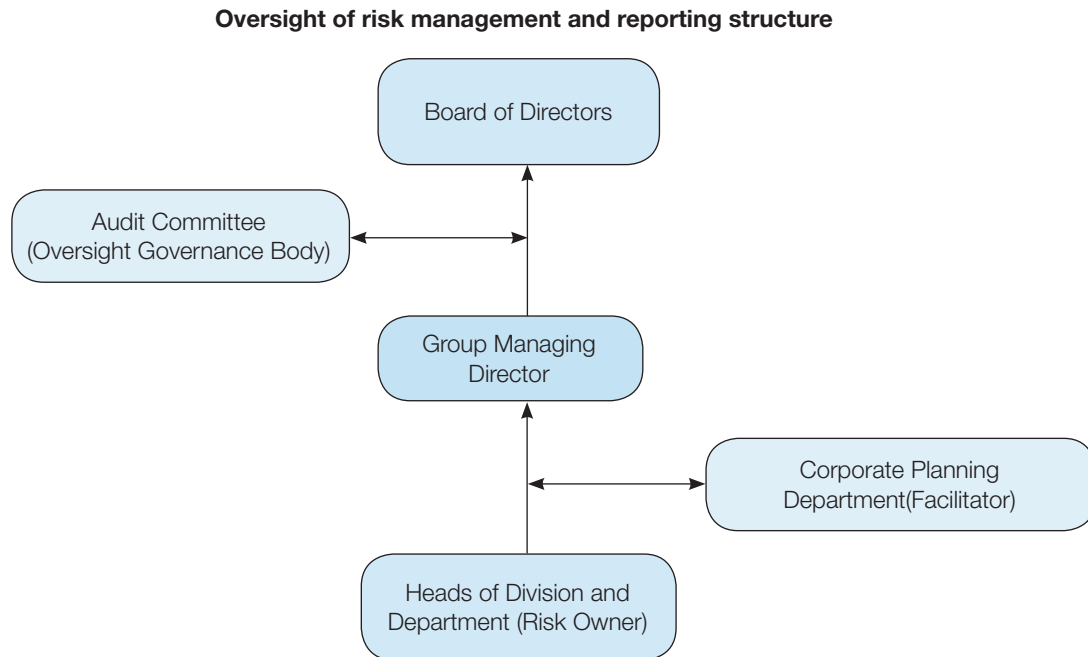 Oversight of risk management and reporting structure
Board of Directors
Audit Committee
(Oversight Governance Body)
Group Managing
Director
Corporate Planning
Department(Facilitator)
Heads of Division and
Department (Risk Owner)